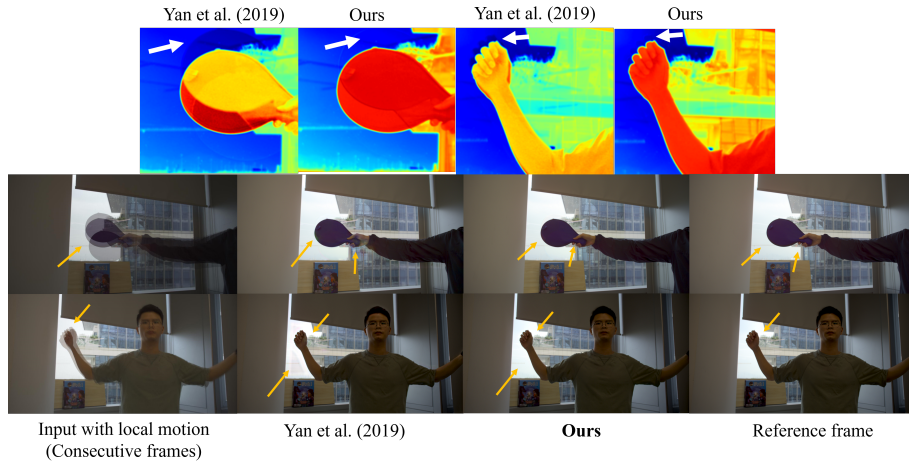 Yan et al. (2019)
Ours
Yan et al. (2019)
Ours
Input with local motion
(Consecutive frames)
Yan et al. (2019)
Ours
Reference frame